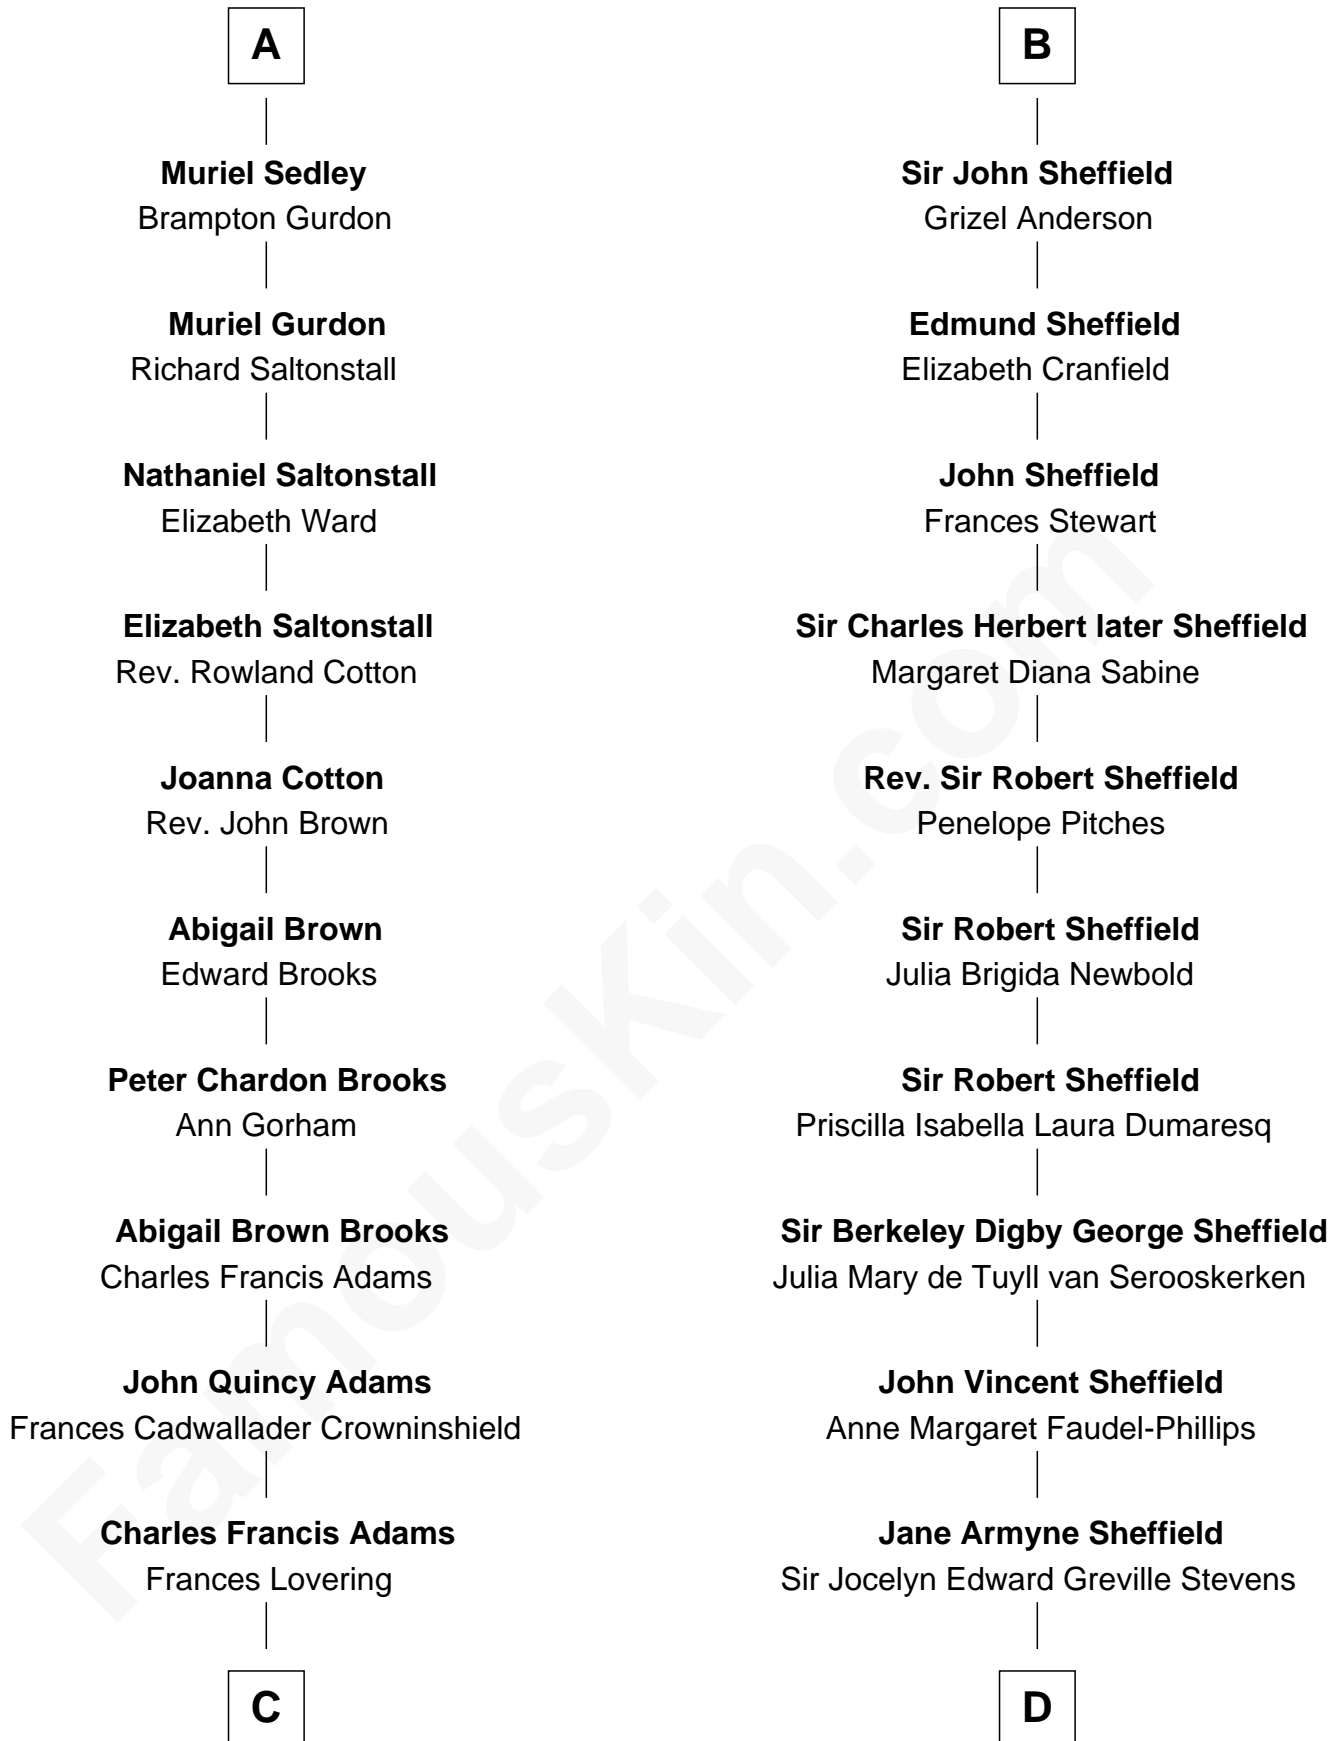 A
Muriel Sedley
Brampton Gurdon
Muriel Gurdon
Richard Saltonstall
Nathaniel Saltonstall
Elizabeth Ward
Elizabeth Saltonstall
Rev. Rowland Cotton
Joanna Cotton
Rev. John Brown
Abigail Brown
Edward Brooks
Peter Chardon Brooks
Ann Gorham
Abigail Brown Brooks
Charles Francis Adams
John Quincy Adams
Frances Cadwallader Crowninshield
Charles Francis Adams
Frances Lovering
C
B
Sir John Sheffield
Grizel Anderson
Edmund Sheffield
Elizabeth Cranfield
John Sheffield
Frances Stewart
Sir Charles Herbert later Sheffield
Margaret Diana Sabine
Rev. Sir Robert Sheffield
Penelope Pitches
Sir Robert Sheffield
Julia Brigida Newbold
Sir Robert Sheffield
Priscilla Isabella Laura Dumaresq
Sir Berkeley Digby George Sheffield
Julia Mary de Tuyll van Serooskerken
John Vincent Sheffield
Anne Margaret Faudel-Phillips
Jane Armyne Sheffield
Sir Jocelyn Edward Greville Stevens
D
FamousKin.com